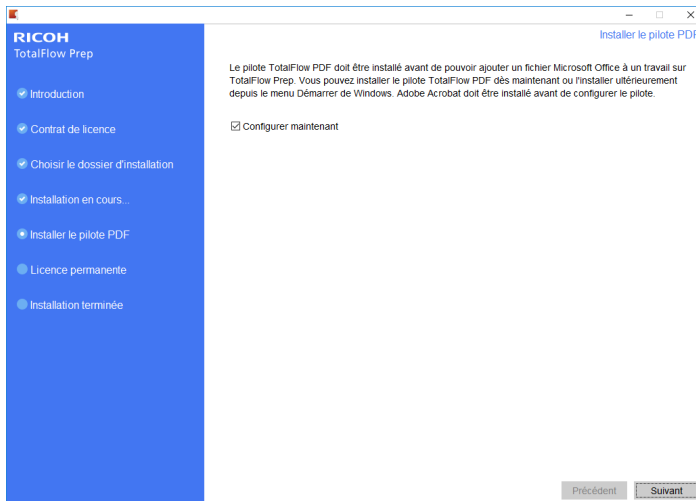 RICOH
TotalFlow Prep
Introduction
Contrat de licence
Choisir le dossier d'installation
Installation en cours...
Installer le pilote PDF
Licence permanente
Installation terminée
Installer le pilote PDF
Le pilote TotalFlow PDF doit être installé avant de pouvoir ajouter un fichier Microsoft Office à un travail sur
TotalFlow Prep. Vous pouvez installer le pilote TotalFlow PDF dès maintenant ou l'installer ultérieurement
depuis le menu Démarrer de Windows. Adobe Acrobat doit être installé avant de configurer le pilote.
Configurer maintenant
Précédent
Suivant